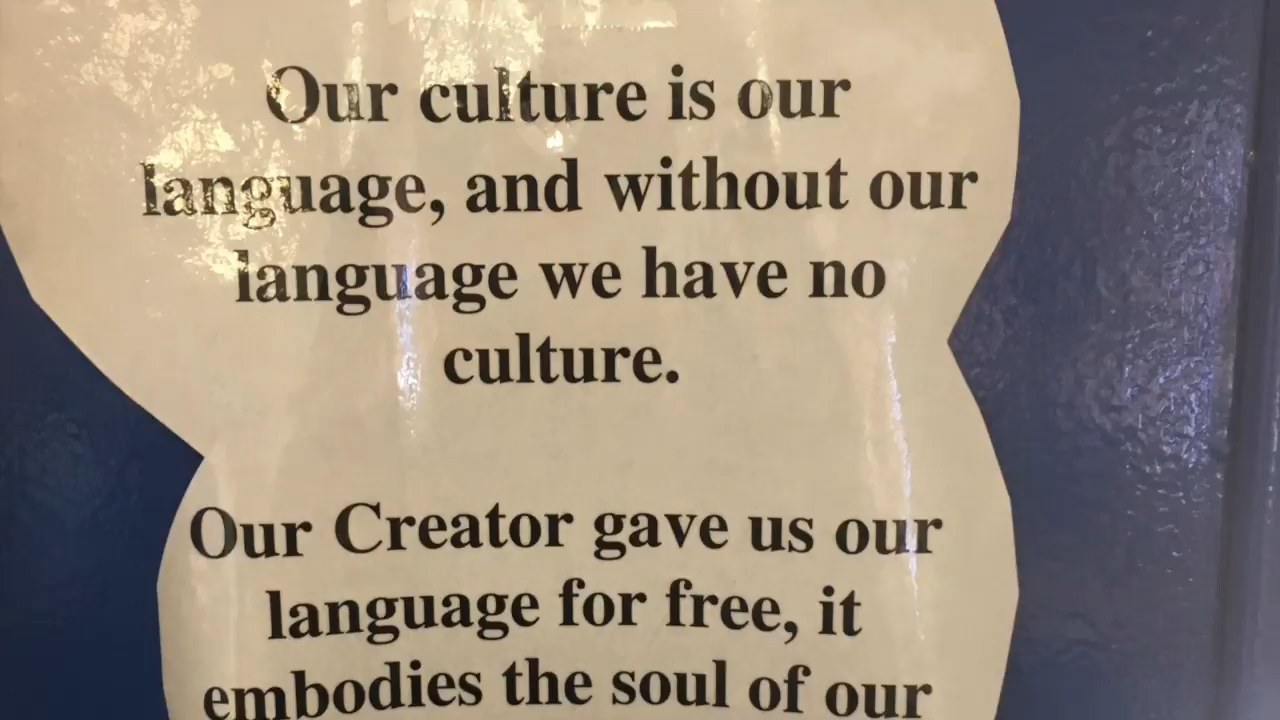 Our culture is our
language, and without our
language we have no
culture.
Our Creator gave us our
language for free, it
embodies the soul of our